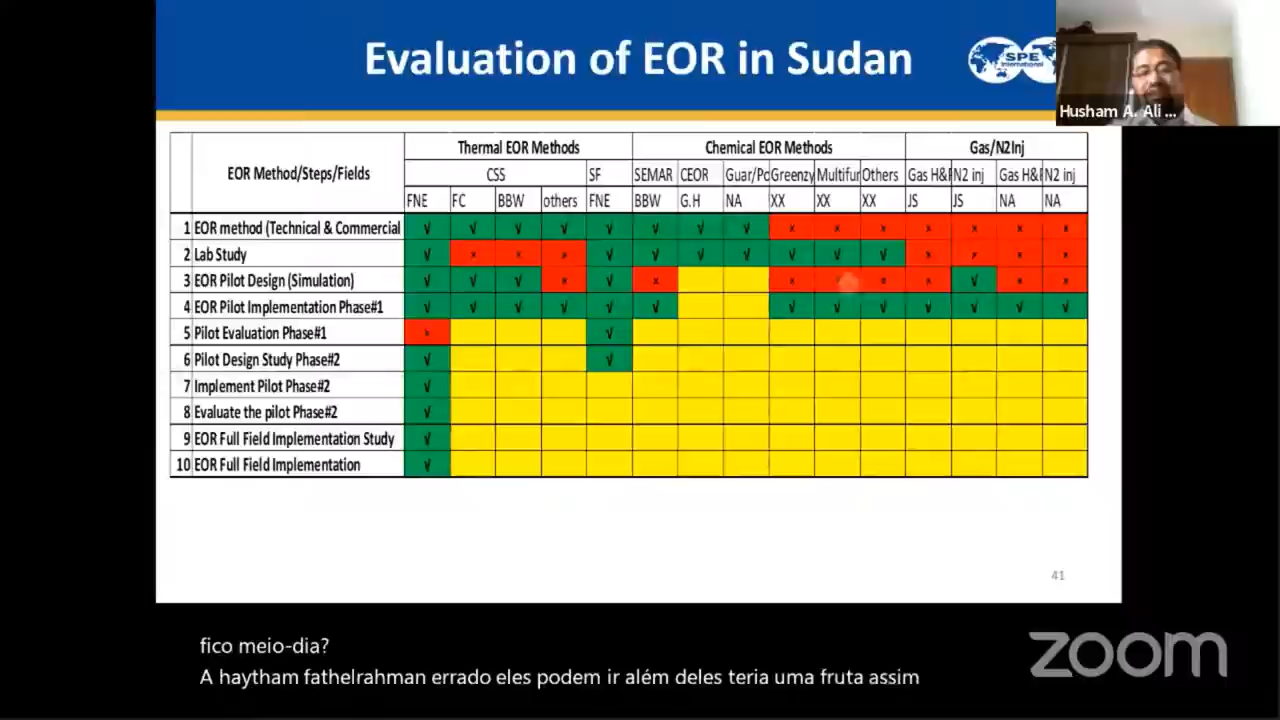 Evaluation of EOR in Sudan
SPE
International
Husham A. Ali ...
EOR Method/Steps/Fields Thermal EOR Methods Chemical EOR Methods Gas/N2Inj
CSS SF SEMAR CEOR Guar/Po Greenzy Multifun Others Gas H&P N2 inj Gas H&P N2 inj
FNE FC BBW others FNE BBW G.H NA XX XX XX JS JS NA NA
1 EOR method (Technical & Commercial √ √ √ √ √ √ √ √ × × × × × × ×
2 Lab Study √ × × × √ √ √ √ √ √ √ × × × ×
3 EOR Pilot Design (Simulation) √ √ √ × √ × × × × × √ × ×
4 EOR Pilot Implementation Phase#1 √ √ √ √ √ √ √ √ √ √ √ √ √
5 Pilot Evaluation Phase#1 × √
6 Pilot Design Study Phase#2 √ √
7 Implement Pilot Phase#2 √
8 Evaluate the pilot Phase#2 √
9 EOR Full Field Implementation Study √
10 EOR Full Field Implementation √
41
fico meio-dia?
A haytham fathelrahman errado eles podem ir além deles teria uma fruta assim
zoom